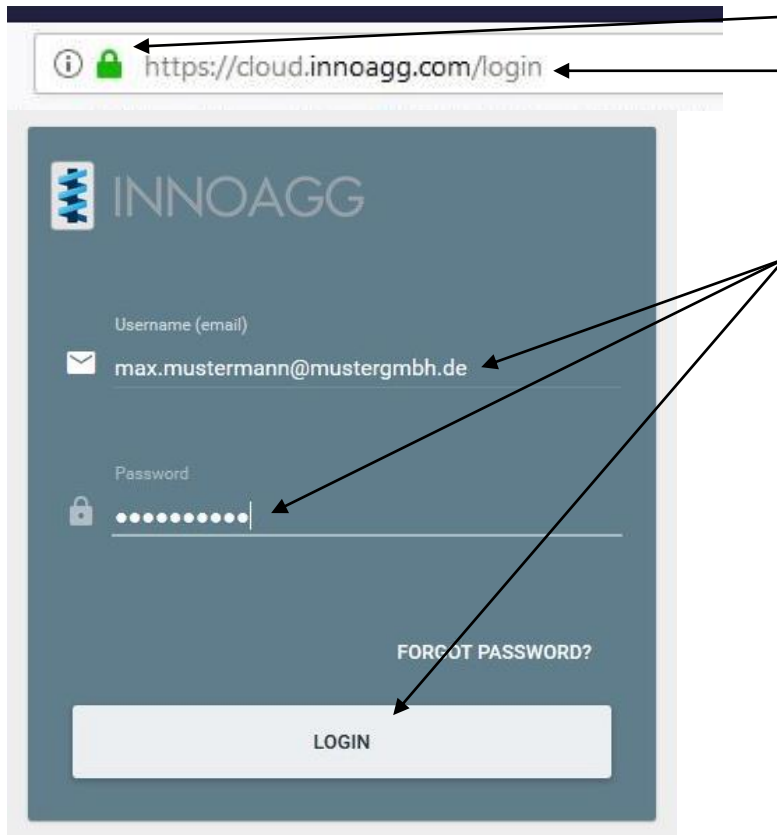 https://cloud.innoagg.com/login
INNOAGG
Username (email)
max.mustermann@mustergmbh.de
Password
FORGOT PASSWORD?
LOGIN